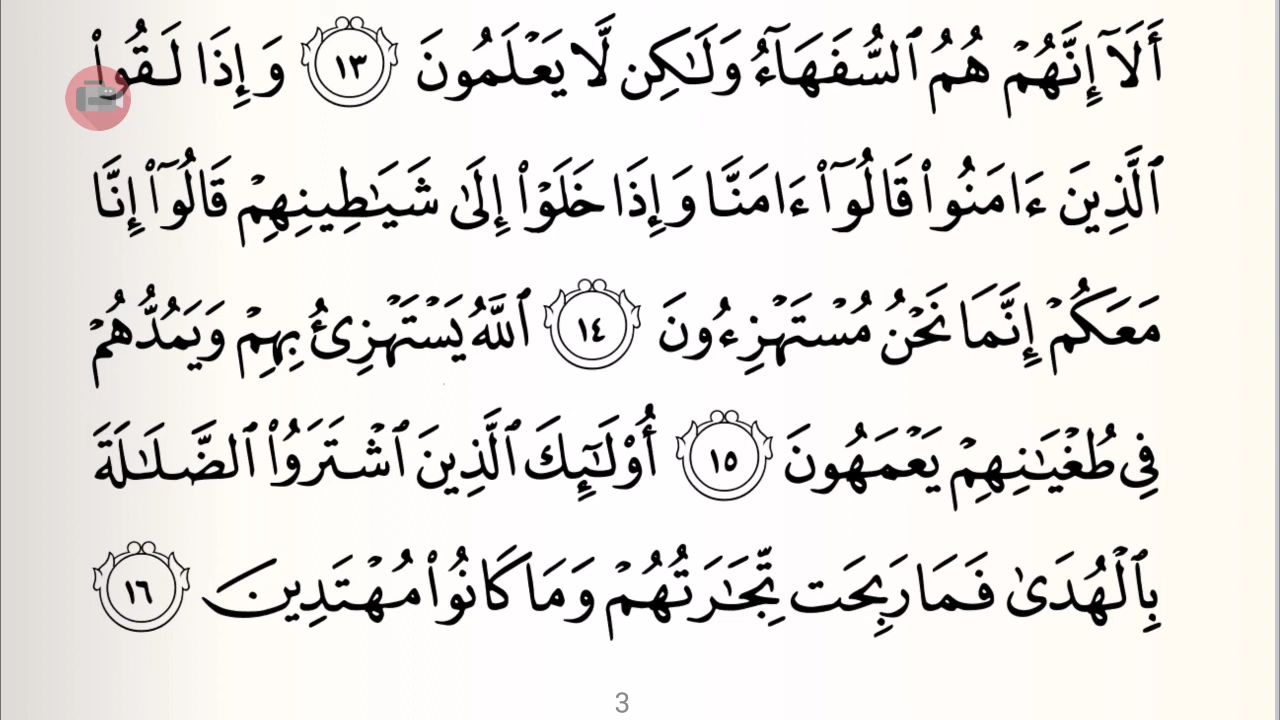 أَلَآ إِنَّهُمْ هُمُ ٱلسُّفَهَآءُ وَلَـٰكِن لَّا يَعْلَمُونَ ١٣ وَإِذَا لَقُوا۟
ٱلَّذِينَ ءَامَنُوا۟ قَالُوٓا۟ ءَامَنَّا وَإِذَا خَلَوْا۟ إِلَىٰ شَيَـٰطِينِهِمْ قَالُوٓا۟ إِنَّا
مَعَكُمْ إِنَّمَا نَحْنُ مُسْتَهْزِءُونَ ١٤ ٱللَّهُ يَسْتَهْزِئُ بِهِمْ وَيَمُدُّهُمْ
فِى طُغْيَـٰنِهِمْ يَعْمَهُونَ ١٥ أُو۟لَـٰٓئِكَ ٱلَّذِينَ ٱشْتَرَوُا۟ ٱلضَّلَـٰلَةَ
بِٱلْهُدَىٰ فَمَا رَبِحَت تِّجَـٰرَتُهُمْ وَمَا كَانُوا۟ مُهْتَدِينَ ١٦
3